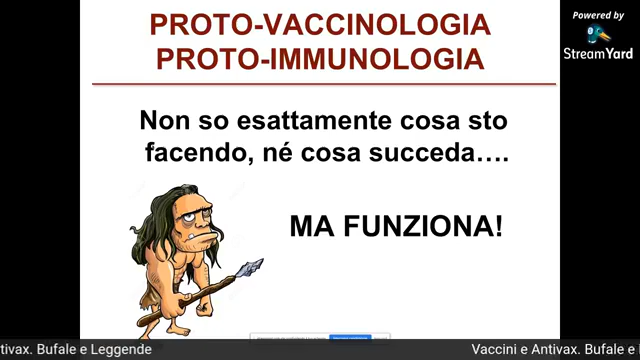 PROTO-VACCINOLOGIA
PROTO-IMMUNOLOGIA
Powered by
StreamYard
Non so esattamente cosa sto
facendo, né cosa succeda….
MA FUNZIONA!
tivax. Bufale e Leggende
Vaccini e Antivax. Bufale e